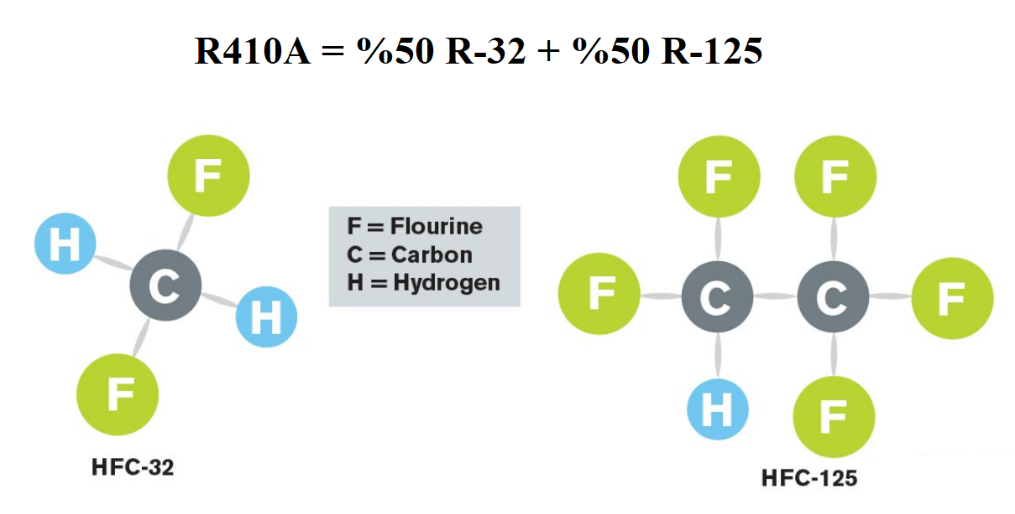 R410A = %50 R-32 + %50 R-125
F
H
C
H
F
HFC-32
F = Flourine
C = Carbon
H = Hydrogen
F F
F C C F
H F
HFC-125